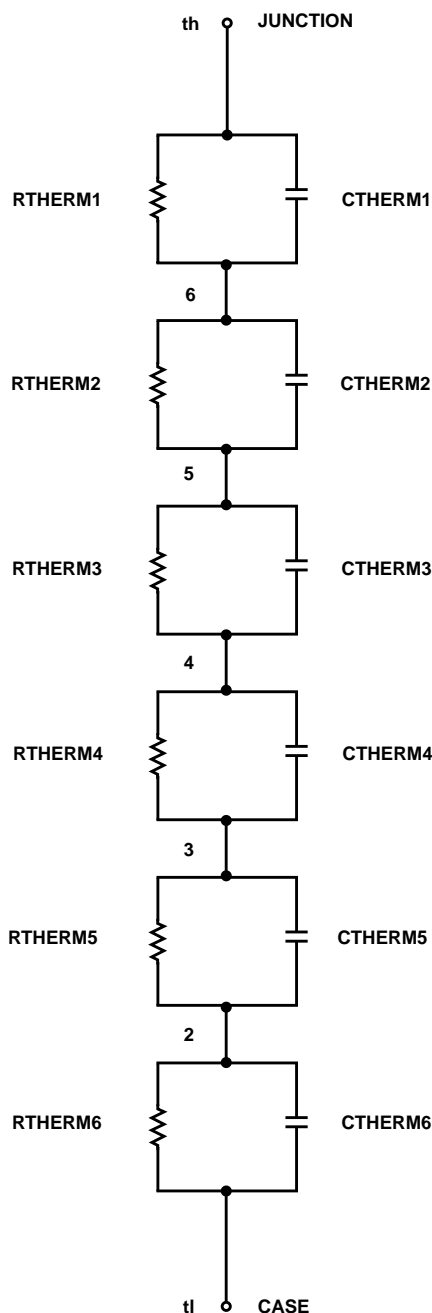 th JUNCTION
RTHERM1 CTHERM1
6
RTHERM2 CTHERM2
5
RTHERM3 CTHERM3
4
RTHERM4 CTHERM4
3
RTHERM5 CTHERM5
2
RTHERM6 CTHERM6
tl CASE